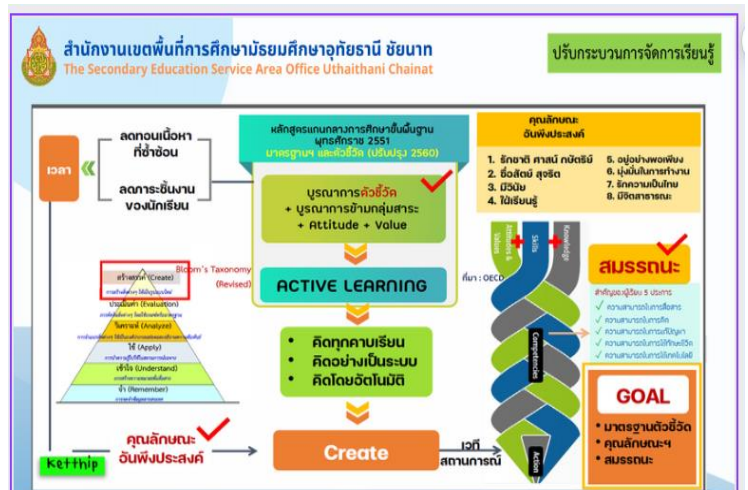 สำนักงานเขตพื้นที่การศึกษามัธยมศึกษาอุทัยธานี ชัยนาท
The Secondary Education Service Area Office Uthaithani Chainat
ปรับกระบวนการจัดการเรียนรู้
เวลา
ลดทอนเนื้อหา
ที่ซ้ำซ้อน
ลดภาระชิ้นงาน
ของนักเรียน
หลักสูตรแกนกลางการศึกษาขั้นพื้นฐาน
พุทธศักราช 2551
มาตรฐานฯ และตัวชี้วัด (ปรับปรุง 2560)
บูรณาการตัวชี้วัด
+ บูรณาการข้ามกลุ่มสาระ
+ Attitude + Value
ACTIVE LEARNING
• คิดทุกคาบเรียน
• คิดอย่างเป็นระบบ
• คิดโดยอัตโนมัติ
Create
คุณลักษณะ
อันพึงประสงค์
1. รักชาติ ศาสน์ กษัตริย์
2. ซื่อสัตย์ สุจริต
3. มีวินัย
4. ใฝ่เรียนรู้
5. อยู่อย่างพอเพียง
6. มุ่งมั่นในการทำงาน
7. รักความเป็นไทย
8. มีจิตสาธารณะ
Bloom's Taxonomy
(Revised)
สร้างสรรค์ (Create)
ประเมินค่า (Evaluation)
วิเคราะห์ (Analyze)
ใช้ (Apply)
เข้าใจ (Understand)
จำ (Remember)
ที่มา : OECD
Attitudes &
Values
Skills
Knowledge
Competencies
Action
สมรรถนะ
สำคัญของผู้เรียน 5 ประการ
ความสามารถในการสื่อสาร
ความสามารถในการคิด
ความสามารถในการแก้ปัญหา
ความสามารถในการใช้ทักษะชีวิต
ความสามารถในการใช้เทคโนโลยี
GOAL
• มาตรฐานตัวชี้วัด
• คุณลักษณะฯ
• สมรรถนะ
Ketthip
คุณลักษณะ
อันพึงประสงค์
เวที
สถานการณ์